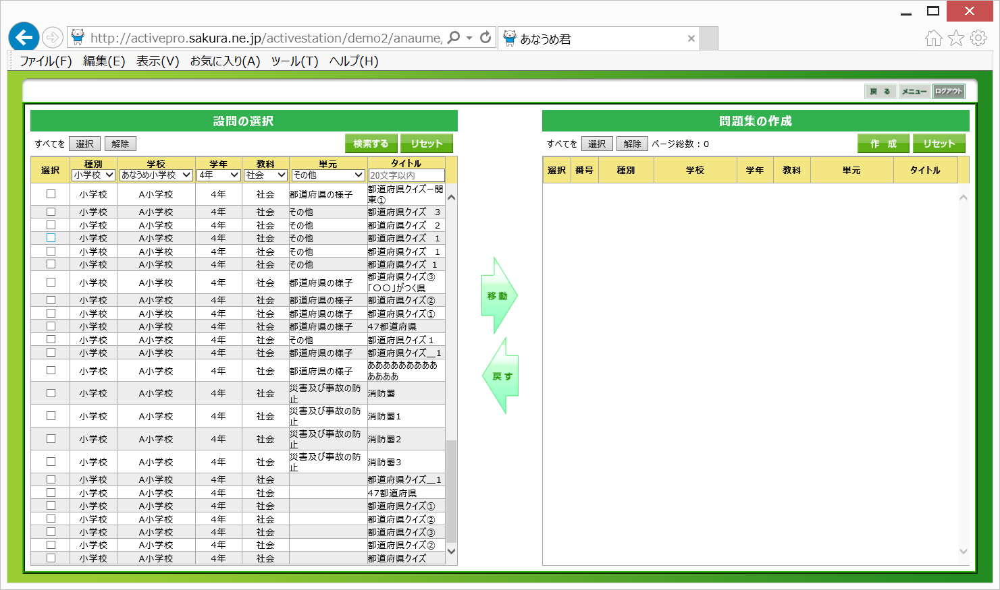 http://activepro.sakura.ne.jp/activestation/demo2/anaume,
あなうめ君
ファイル(F) 編集(E) 表示(V) お気に入り(A) ツール(T) ヘルプ(H)
戻 る メニュー ログアウト
設問の選択
すべてを 選択 解除 検索する リセット
選択 種別 学校 学年 教科 単元 タイトル
小学校 あなうめ小学校 4年 社会 その他 20文字以内
小学校 A小学校 4年 社会 都道府県の様子 都道府県クイズー関
東①
小学校 A小学校 4年 社会 その他 都道府県クイズ 3
小学校 A小学校 4年 社会 その他 都道府県クイズ 2
小学校 A小学校 4年 社会 その他 都道府県クイズ 1
小学校 A小学校 4年 社会 その他 都道府県クイズ 1
小学校 A小学校 4年 社会 その他 都道府県クイズ 1
小学校 A小学校 4年 社会 都道府県の様子 都道府県クイズ③
「〇〇」がつく県
小学校 A小学校 4年 社会 都道府県の様子 都道府県クイズ②
小学校 A小学校 4年 社会 都道府県の様子 都道府県クイズ①
小学校 A小学校 4年 社会 都道府県の様子 47都道府県
小学校 A小学校 4年 社会 その他 都道府県クイズ１
小学校 A小学校 4年 社会 都道府県の様子 都道府県クイズ__1
小学校 A小学校 4年 社会 都道府県の様子 あああああああああ
ああああ
小学校 A小学校 4年 社会 災害及び事故の防
止 消防署
小学校 A小学校 4年 社会 災害及び事故の防
止 消防署1
小学校 A小学校 4年 社会 災害及び事故の防
止 消防署2
小学校 A小学校 4年 社会 災害及び事故の防
止 消防署3
小学校 A小学校 4年 社会 都道府県クイズ__1
小学校 A小学校 4年 社会 47都道府県
小学校 A小学校 4年 社会 都道府県クイズ①
小学校 A小学校 4年 社会 都道府県クイズ②
小学校 A小学校 4年 社会 都道府県クイズ③
小学校 A小学校 4年 社会 都道府県クイズ②
小学校 A小学校 4年 社会 都道府県クイズ
移動
戻す
問題集の作成
すべてを 選択 解除 ページ総数：0 作 成 リセット
選択 番号 種別 学校 学年 教科 単元 タイトル